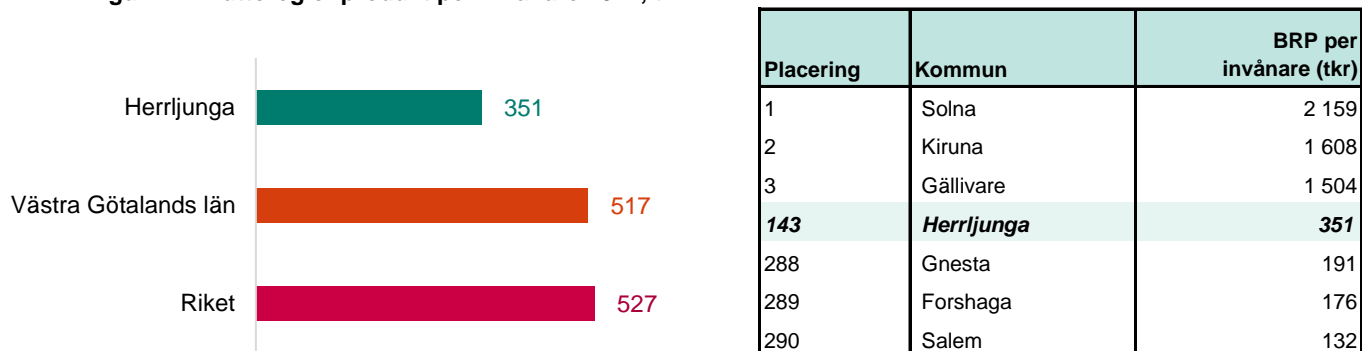 Herrljunga 351
Västra Götalands län 517
Riket 527
Placering Kommun BRP per invånare (tkr)
1 Solna 2 159
2 Kiruna 1 608
3 Gällivare 1 504
143 Herrljunga 351
288 Gnesta 191
289 Forshaga 176
290 Salem 132